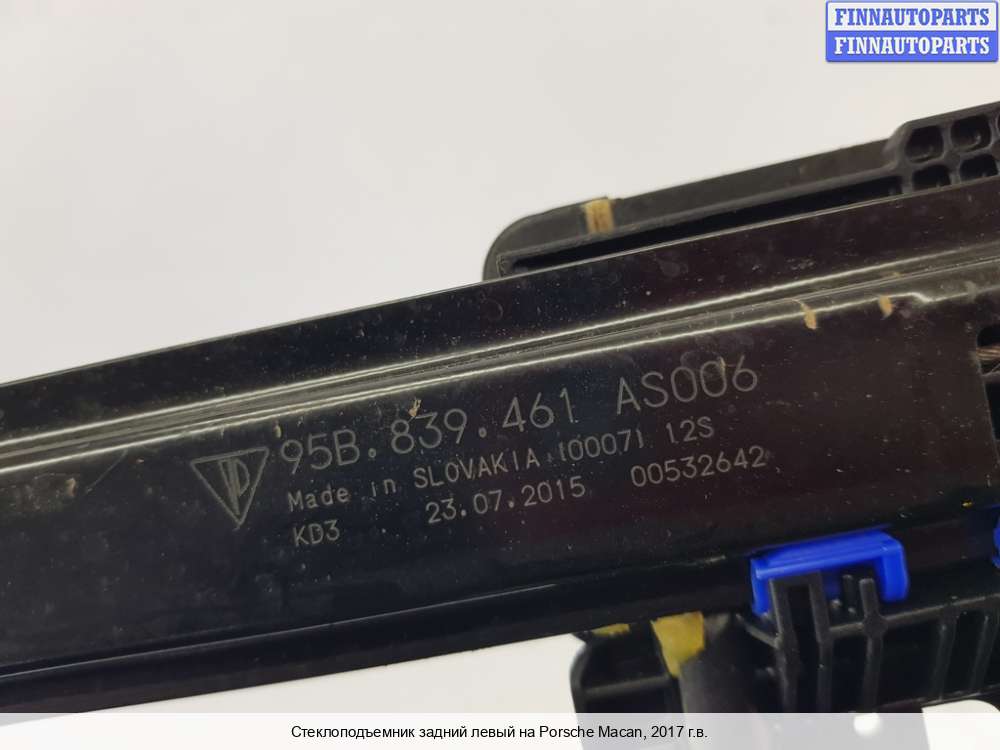 FINNAUTOPARTS
FINNAUTOPARTS
95B.839.461 AS006
Made in SLOVAKIA 100071 12S
KD3 23.07.2015 00532642
Стеклоподъемник задний левый на Porsche Macan, 2017 г.в.